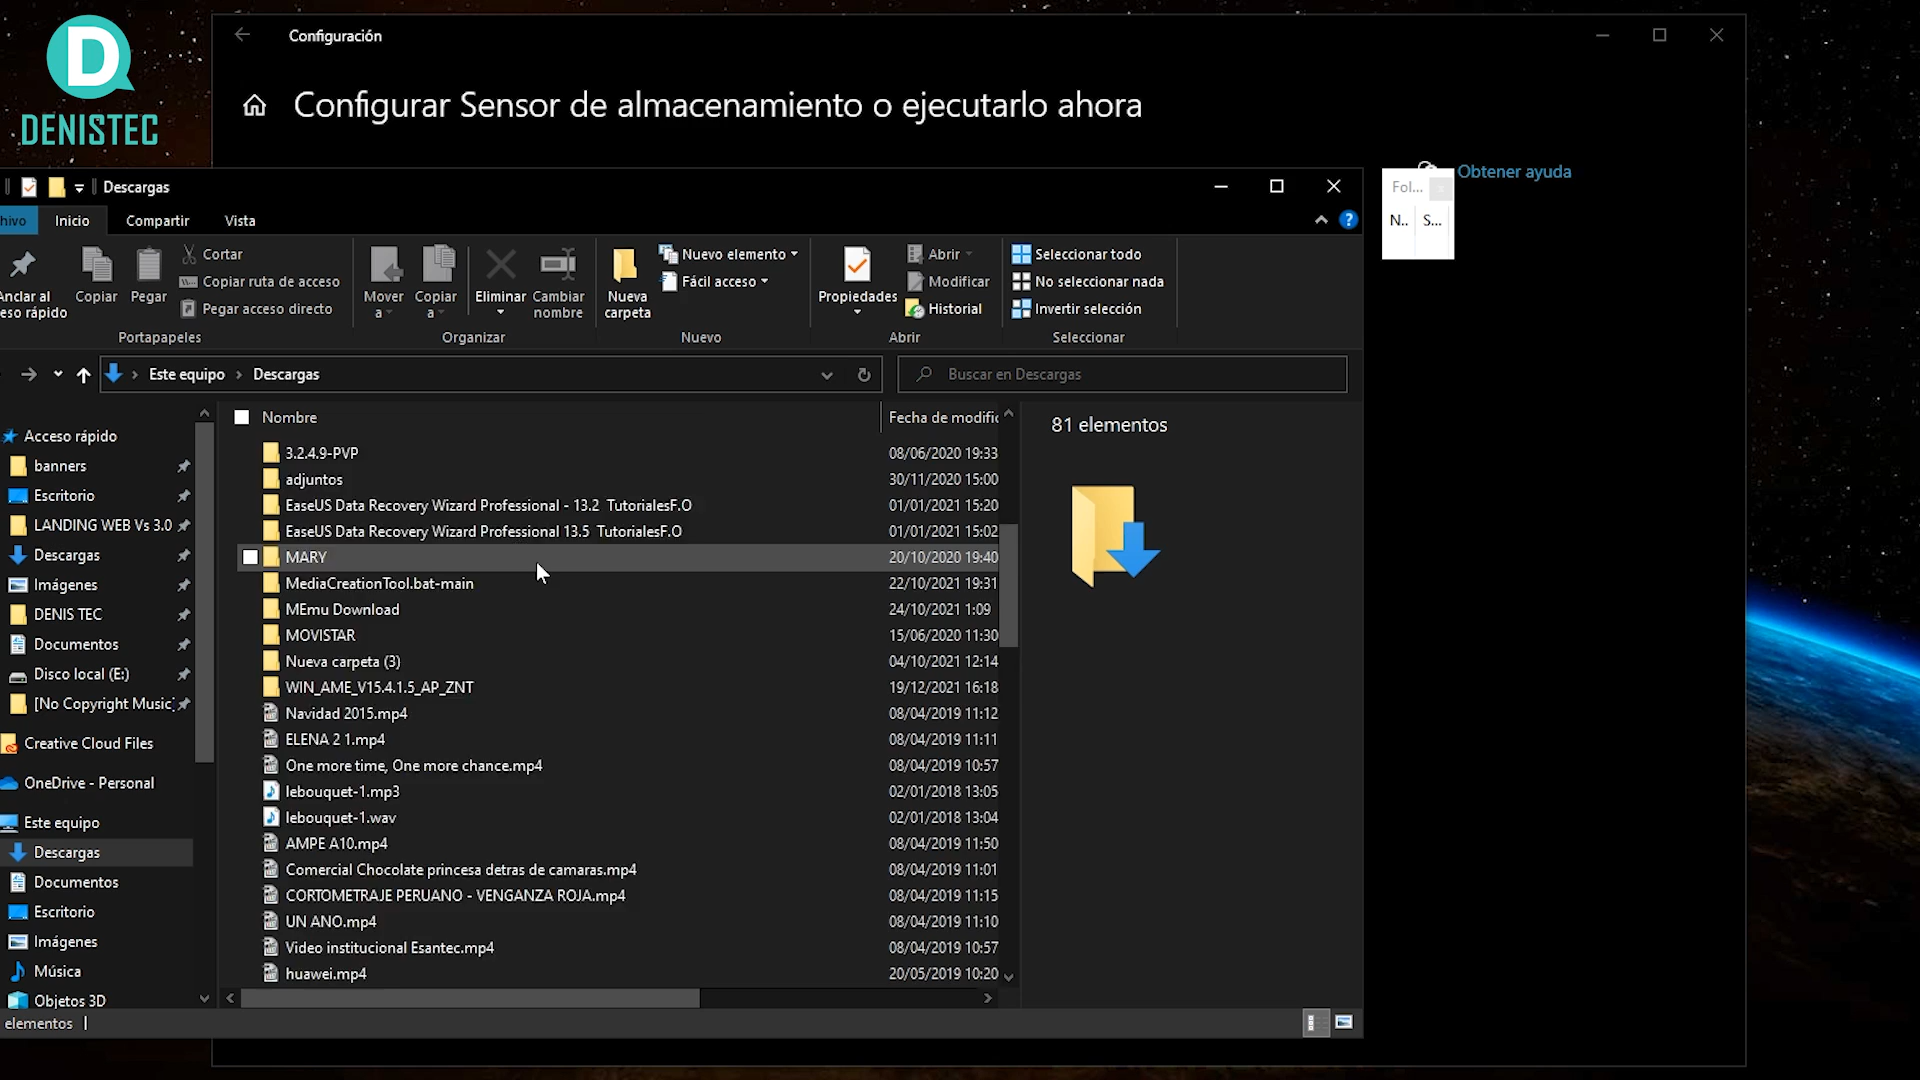 D
DENISTEC
Configuración
Configurar Sensor de almacenamiento o ejecutarlo ahora
Obtener ayuda
Fol...
N..
S...
Descargas
hivo
Inicio
Compartir
Vista
Anclar al
eso rápido
Copiar
Pegar
Cortar
Copiar ruta de acceso
Pegar acceso directo
Portapapeles
Mover
a
Copiar
a
Eliminar
Cambiar
nombre
Organizar
Nueva
carpeta
Nuevo elemento
Fácil acceso
Nuevo
Propiedades
Abrir
Modificar
Historial
Abrir
Seleccionar todo
No seleccionar nada
Invertir selección
Seleccionar
Este equipo > Descargas
Buscar en Descargas
Acceso rápido
banners
Escritorio
LANDING WEB Vs 3.0
Descargas
Imágenes
DENIS TEC
Documentos
Disco local (E:)
[No Copyright Music]
Creative Cloud Files
OneDrive - Personal
Este equipo
Descargas
Documentos
Escritorio
Imágenes
Música
Objetos 3D
Nombre Fecha de modific
3.2.4.9-PVP 08/06/2020 19:33
adjuntos 30/11/2020 15:00
EaseUS Data Recovery Wizard Professional - 13.2 TutorialesF.O 01/01/2021 15:20
EaseUS Data Recovery Wizard Professional 13.5 TutorialesF.O 01/01/2021 15:02
MARY 20/10/2020 19:40
MediaCreationTool.bat-main 22/10/2021 19:31
MEmu Download 24/10/2021 1:09
MOVISTAR 15/06/2020 11:30
Nueva carpeta (3) 04/10/2021 12:14
WIN_AME_V15.4.1.5_AP_ZNT 19/12/2021 16:18
Navidad 2015.mp4 08/04/2019 11:12
ELENA 2 1.mp4 08/04/2019 11:11
One more time, One more chance.mp4 08/04/2019 10:57
lebouquet-1.mp3 02/01/2018 13:05
lebouquet-1.wav 02/01/2018 13:04
AMPE A10.mp4 08/04/2019 11:50
Comercial Chocolate princesa detras de camaras.mp4 08/04/2019 11:01
CORTOMETRAJE PERUANO - VENGANZA ROJA.mp4 08/04/2019 11:15
UN ANO.mp4 08/04/2019 11:10
Video institucional Esantec.mp4 08/04/2019 10:57
huawei.mp4 20/05/2019 10:20
81 elementos
elementos